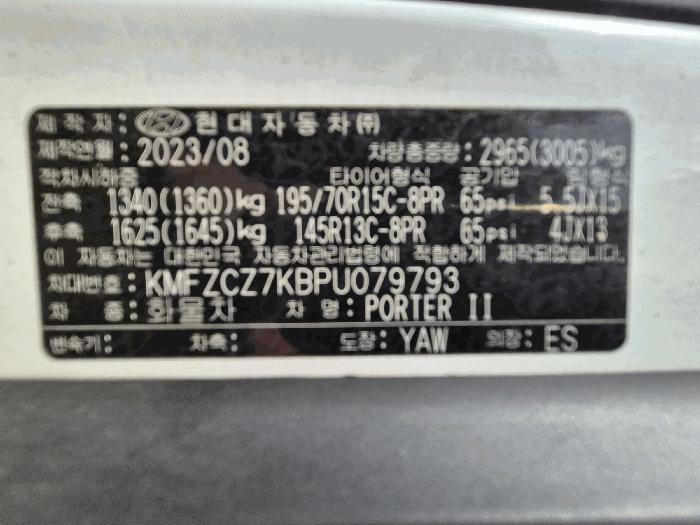 제 작 자 : 현 대 자 동 차 ㈜
제작연월 : 2023/08 차량총중량 : 2965(3005)kg
적차시하중 타이어형식 공기압 림형식
전축 1340(1360)kg 195/70R15C-8PR 65psi 5.5JX15
후축 1625(1645)kg 145R13C-8PR 65psi 4JX13
이 자동차는 대한민국 자동차관리법령에 적합하게 제작되었습니다.
차대번호 : KMFZCZ7KBPU079793
차 종 : 화물차 차 명 : PORTER II
변속기 : 차축 : 도장 : YAW 의장 : ES